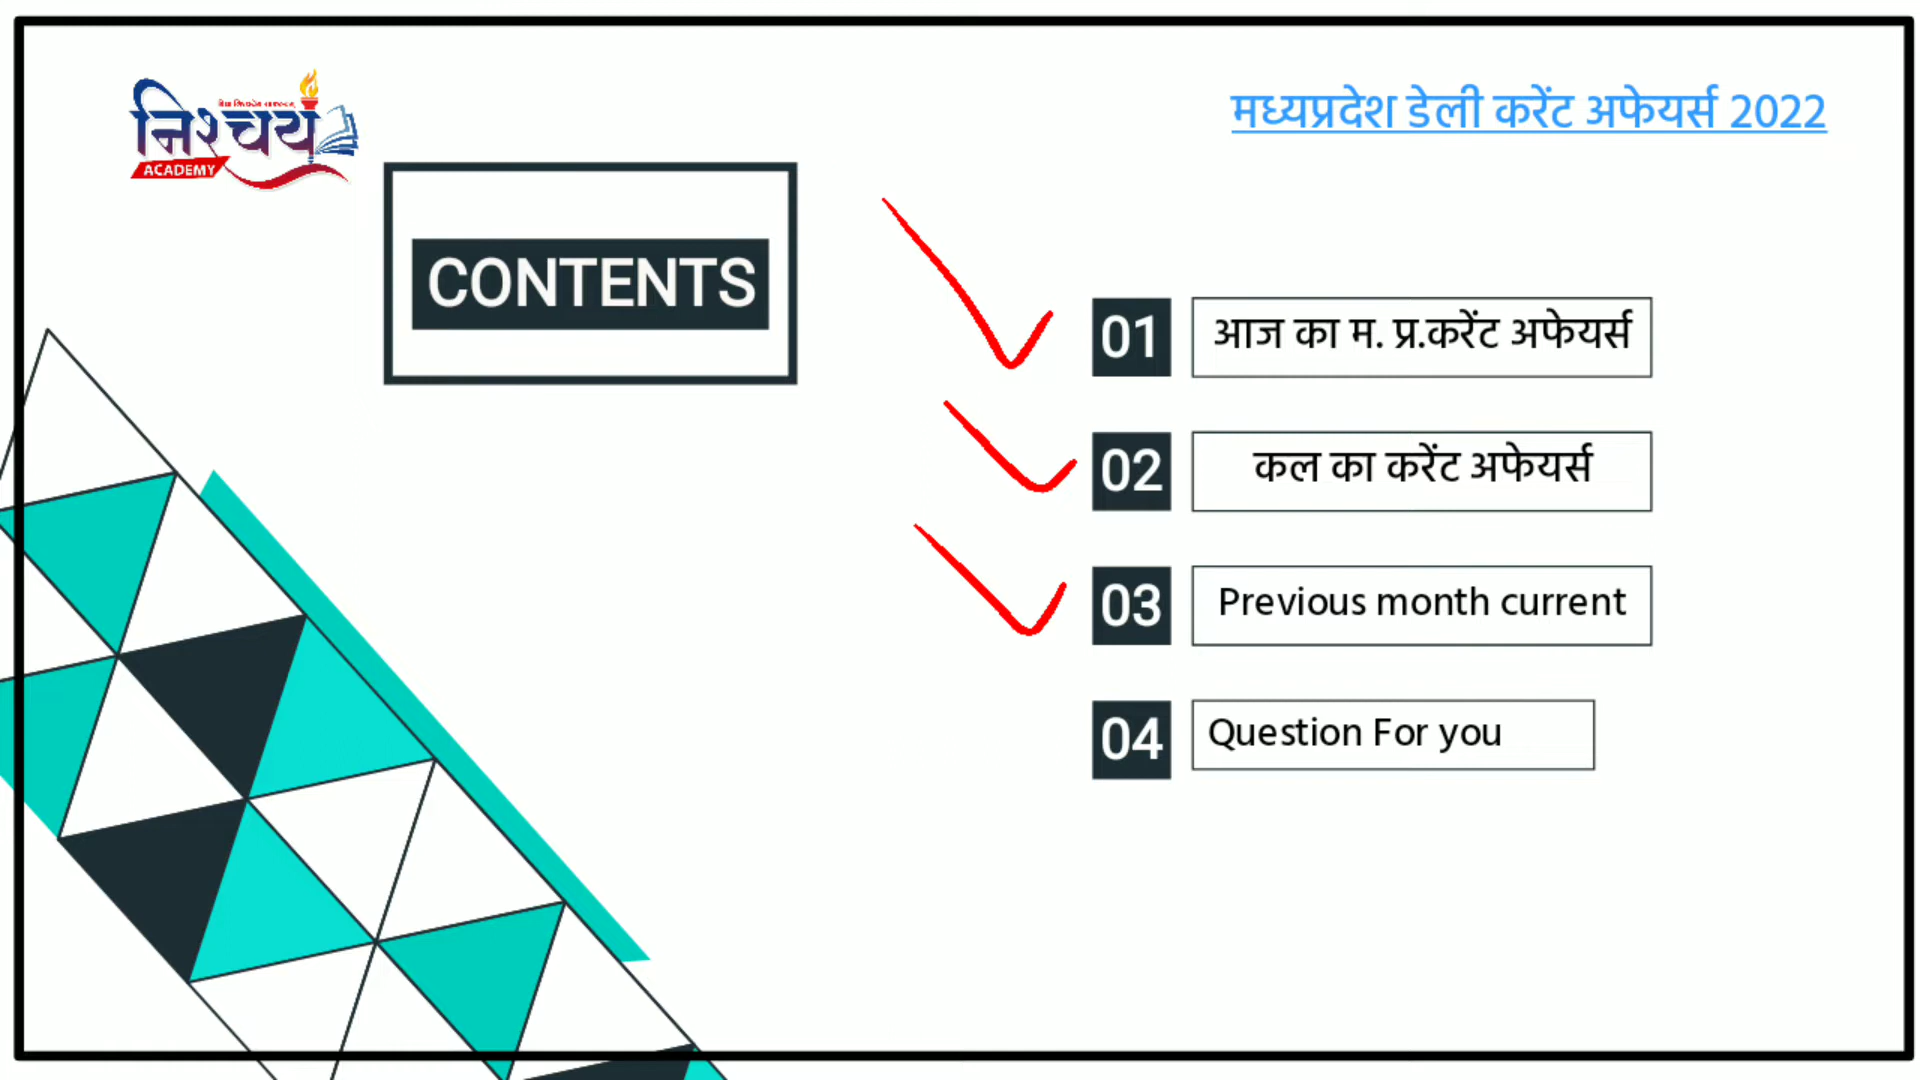 निश्चय
ACADEMY
मध्यप्रदेश डेली करेंट अफेयर्स 2022
CONTENTS
01 आज का म. प्र.करेंट अफेयर्स
02 कल का करेंट अफेयर्स
03 Previous month current
04 Question For you